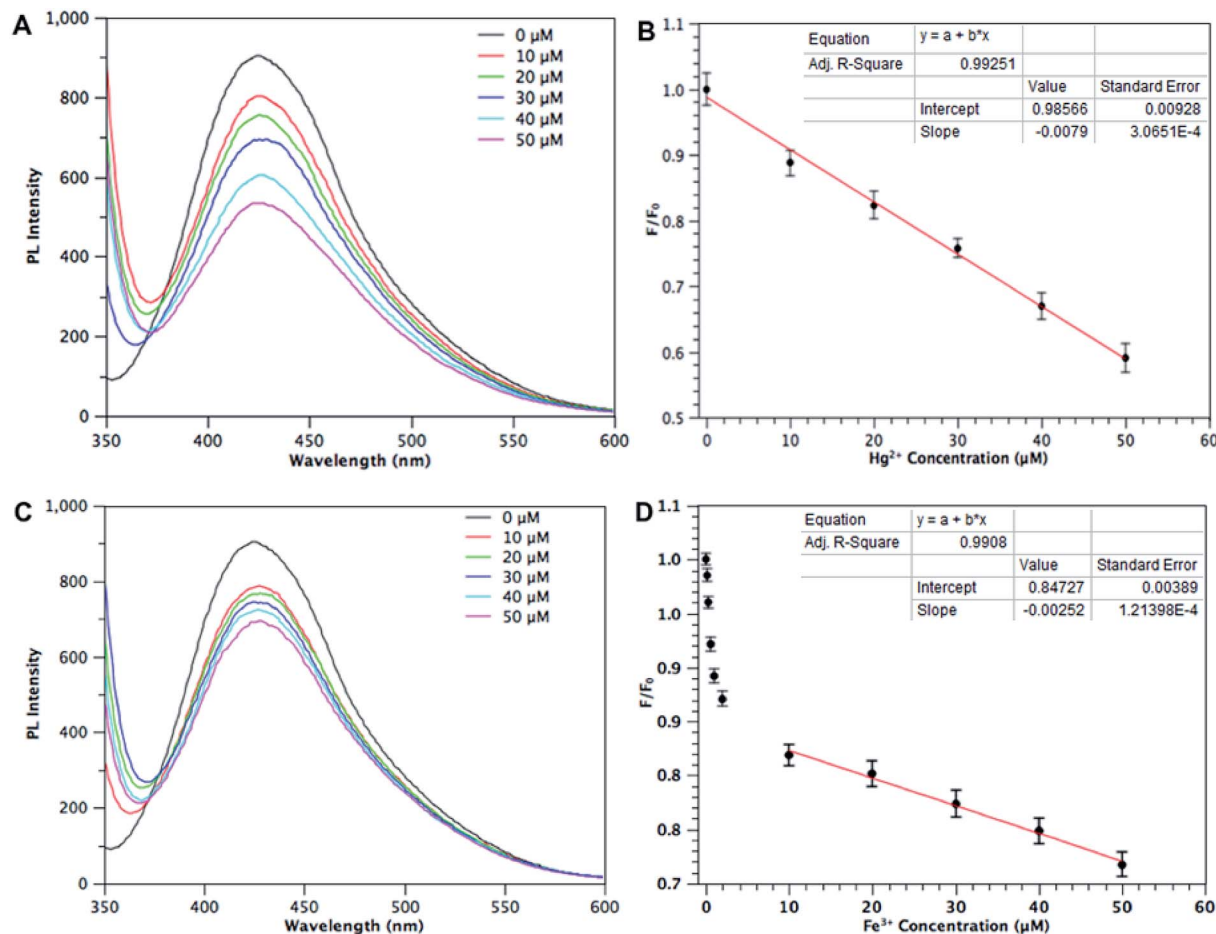 A
1,000
800
600
400
200
0
PL Intensity
0 µM
10 µM
20 µM
30 µM
40 µM
50 µM
350
400
450
500
550
600
Wavelength (nm)
B
1.1
1.0
0.9
0.8
0.7
0.6
0.5
F/F₀
Equation y = a + b*x
Adj. R-Square 0.99251
Value Standard Error
Intercept 0.98566 0.00928
Slope -0.0079 3.0651E-4
0
10
20
30
40
50
60
Hg²⁺ Concentration (µM)
C
1,000
800
600
400
200
0
PL Intensity
0 µM
10 µM
20 µM
30 µM
40 µM
50 µM
350
400
450
500
550
600
Wavelength (nm)
D
1.1
1.0
1.0
0.9
0.9
0.8
0.8
0.7
F/F₀
Equation y = a + b*x
Adj. R-Square 0.9908
Value Standard Error
Intercept 0.84727 0.00389
Slope -0.00252 1.21398E-4
0
10
20
30
40
50
60
Fe³⁺ Concentration (µM)